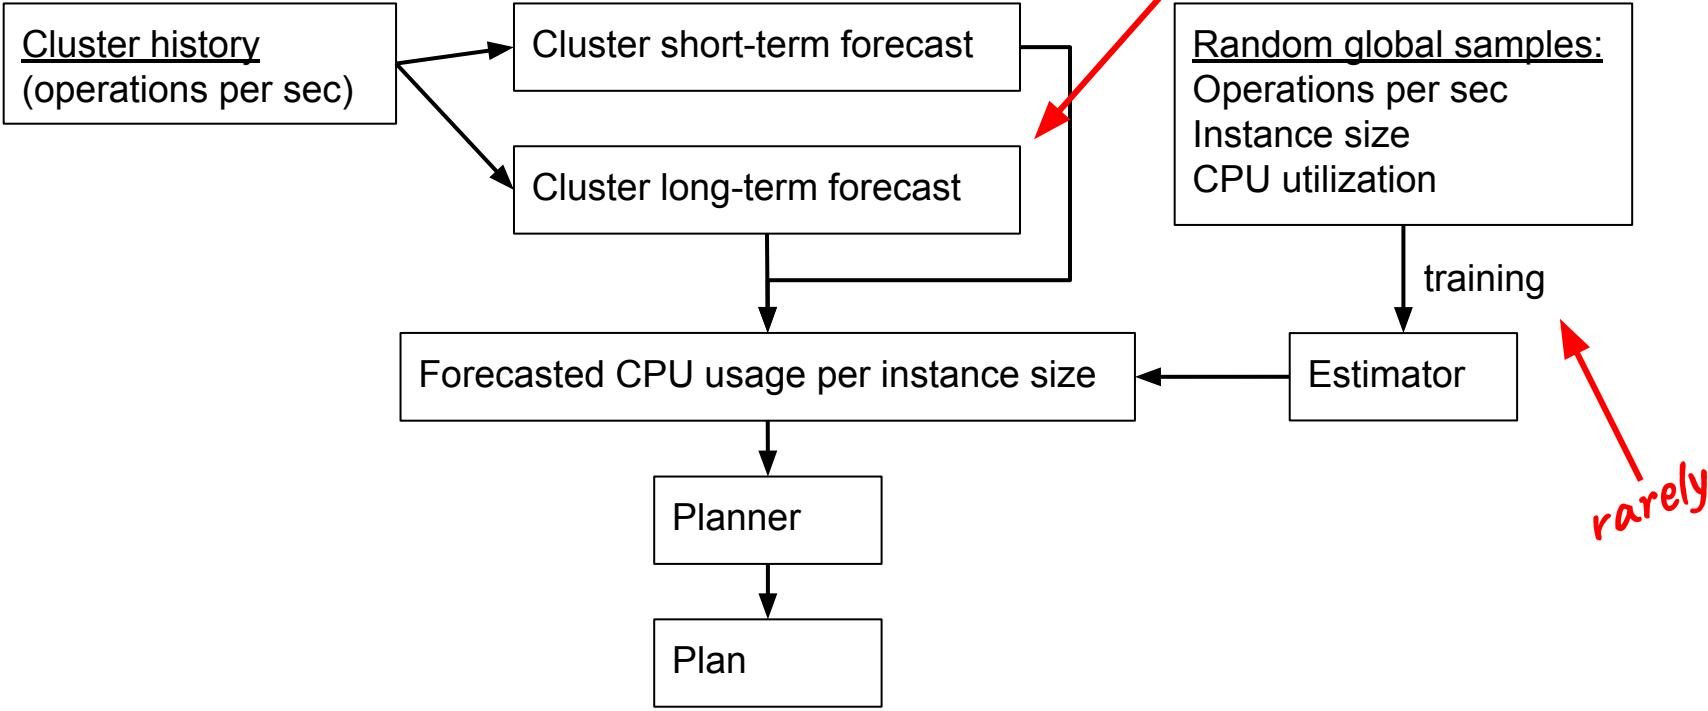 Cluster history
(operations per sec)
Cluster short-term forecast
Cluster long-term forecast
Random global samples:
Operations per sec
Instance size
CPU utilization
training
Forecasted CPU usage per instance size
Estimator
rarely
Planner
Plan